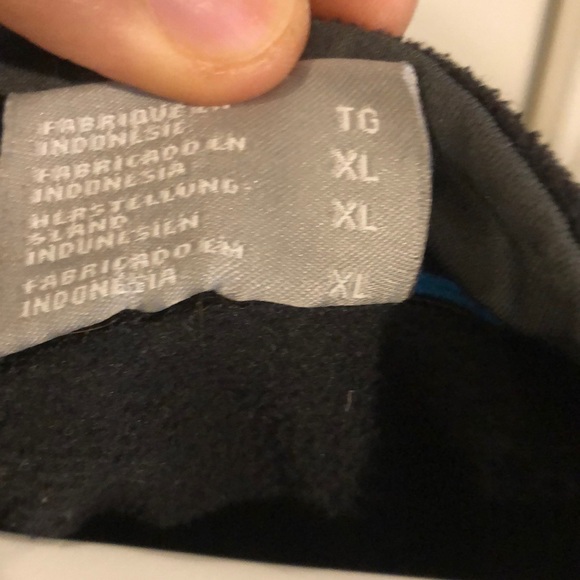 FABRIQUE EN TG
INDONESIE
FABRICADO EN XL
INDONESIA
HERSTELLUNG- XL
SLAND
INDONESIEN
FABRICADO EM XL
INDONESIA